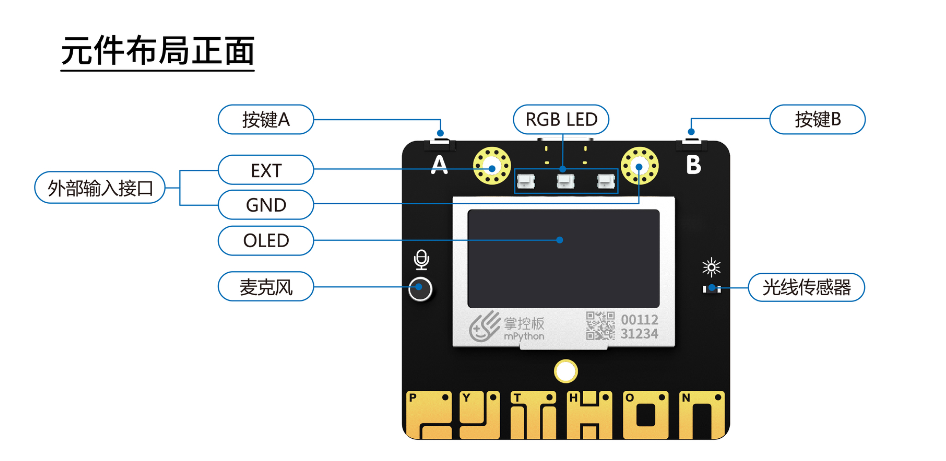 元件布局正面
按键A
RGB LED
按键B
EXT
外部输入接口
GND
OLED
麦克风
光线传感器
A
B
掌控板
mPython
00112
31234
P
Y
T
H
O
N
PYTHON